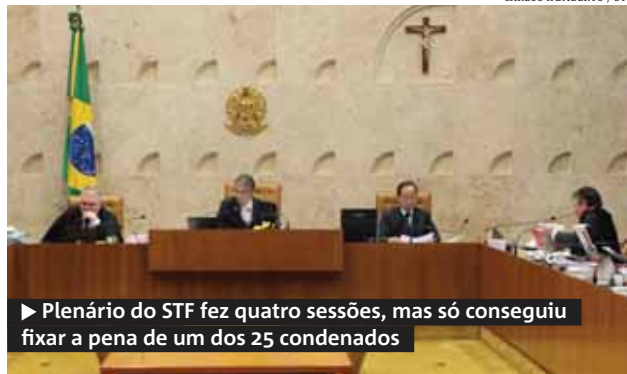 ▶ Plenário do STF fez quatro sessões, mas só conseguiu
fixar a pena de um dos 25 condenados